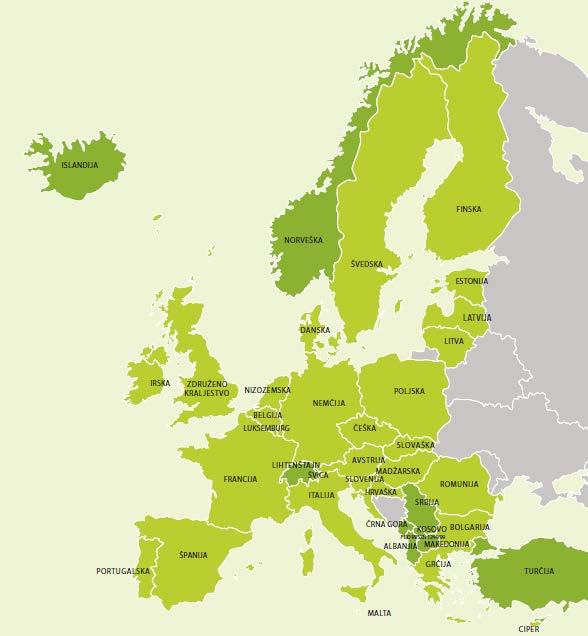 ISLANDIJA
FINSKA
NORVEŠKA
ŠVEDSKA
ESTONIJA
LATVIJA
DANSKA
LITVA
IRSKA
ZDRUŽENO
KRALJESTVO
NIZOZEMSKA
POLJSKA
NEMČIJA
BELGIJA
LUKSEMBURG
ČEŠKA
SLOVAŠKA
AVSTRIJA
LIHTENŠTAJN
MADŽARSKA
ŠVICA
FRANCIJA
SLOVENIJA
ROMUNIJA
HRVAŠKA
ITALIJA
SRBIJA
ČRNA GORA
KOSOVO
BOLGARIJA
ALBANIJA
MAKEDONIJA
ŠPANIJA
GRČIJA
PORTUGALSKA
TURČIJA
MALTA
CIPER